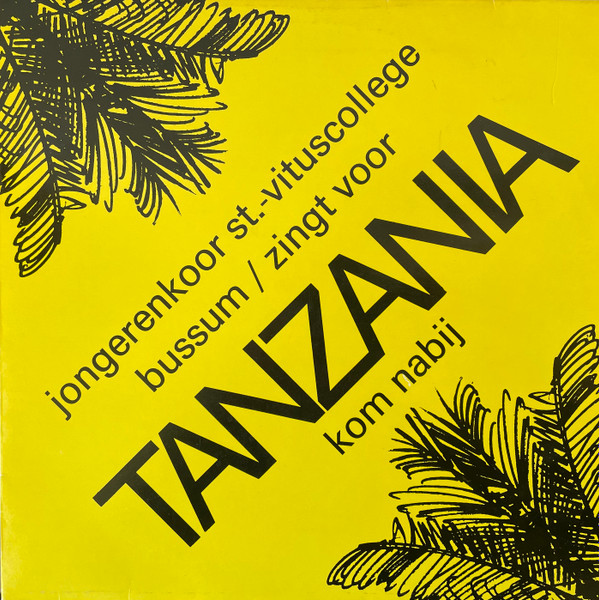 jongerenkoor st.-vituscollege
bussum / zingt voor
TANZANIA
kom nabij